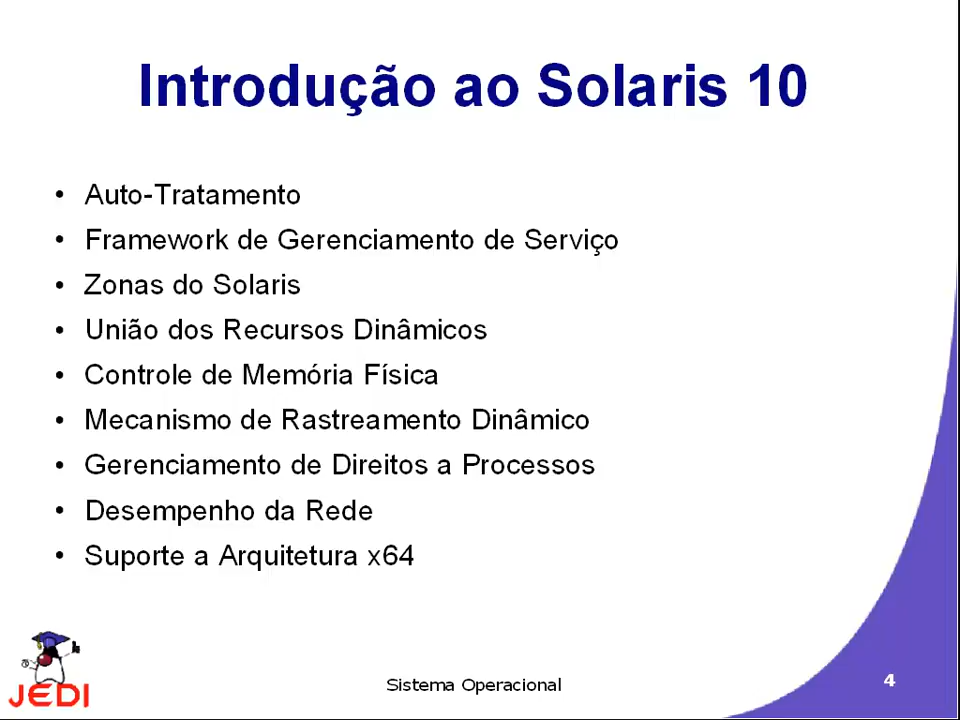 Introdução ao Solaris 10
• Auto-Tratamento
• Framework de Gerenciamento de Serviço
• Zonas do Solaris
• União dos Recursos Dinâmicos
• Controle de Memória Física
• Mecanismo de Rastreamento Dinâmico
• Gerenciamento de Direitos a Processos
• Desempenho da Rede
• Suporte a Arquitetura x64
JEDI
Sistema Operacional
4